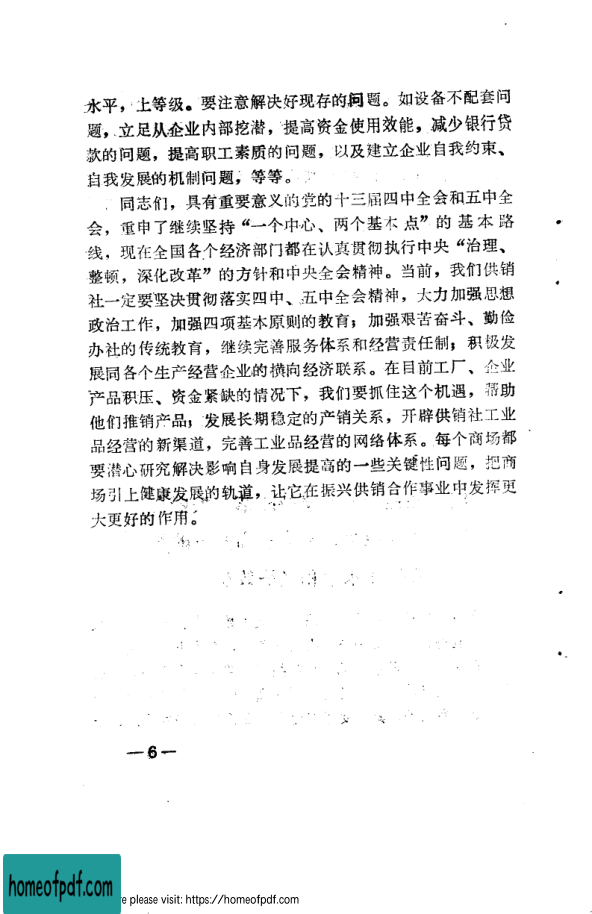 水平，上等级。要注意解决好现存的问题。如设备不配套问
题，立足从企业内部挖潜，提高资金使用效能，减少银行贷
款的问题，提高职工素质的问题，以及建立企业自我约束、
自我发展的机制问题，等等。
同志们，具有重要意义的党的十三届四中全会和五中全
会，重申了继续坚持“一个中心、两个基本点”的基本路
线，现在全国各个经济部门都在认真贯彻执行中央“治理、
整顿，深化改革”的方针和中央全会精神。当前，我们供销
社一定要坚决贯彻落实四中、五中全会精神，大力加强思想
政治工作，加强四项基本原则的教育；加强艰苦奋斗、勤俭
办社的传统教育，继续完善服务体系和经营责任制；积极发
展同各个生产经营企业的横向经济联系。在目前工厂、企业
产品积压、资金紧缺的情况下，我们要抓住这个机遇，帮助
他们推销产品；发展长期稳定的产销关系，开辟供销社工业
品经营的新渠道，完善工业品经营的网络体系。每个商场都
要潜心研究解决影响自身发展提高的一些关键性问题，把商
场引上健康发展的轨道，让它在振兴供销合作事业中发挥更
大更好的作用。
—6—
homeofpdf.com
re please visit: https://homeofpdf.com